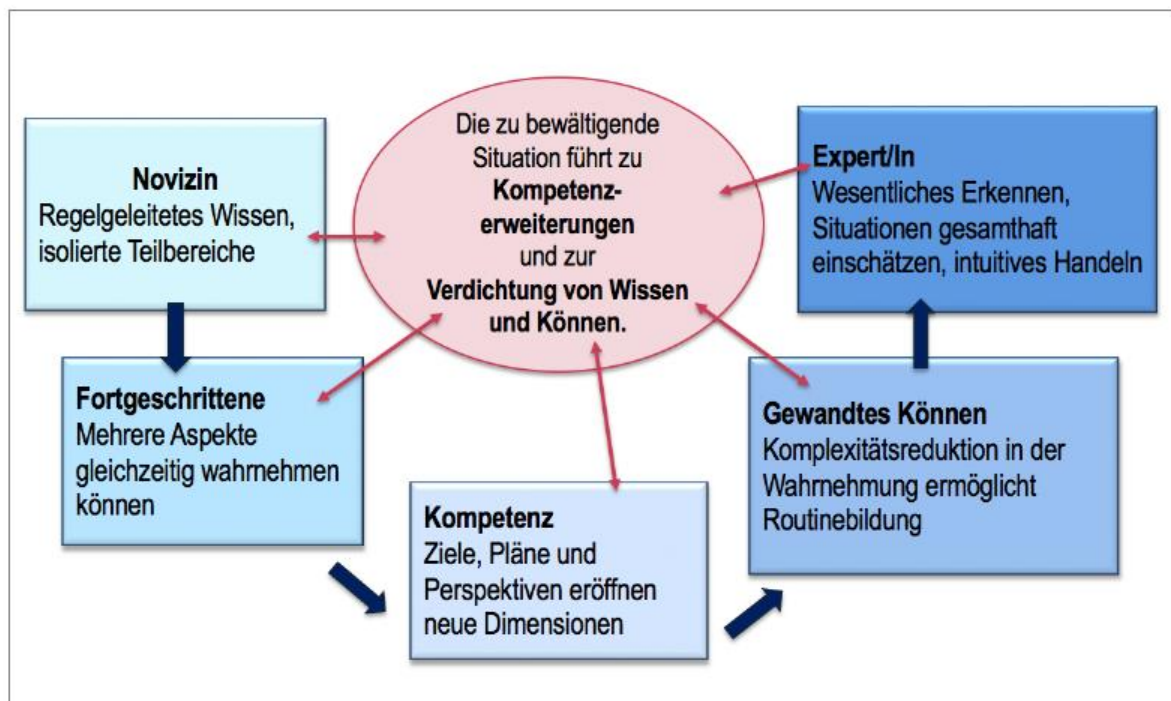 Die zu bewältigende
Situation führt zu
Kompetenz-
erweiterungen
und zur
Verdichtung von Wissen
und Können.
Novizin
Regelgeleitetes Wissen,
isolierte Teilbereiche
Fortgeschrittene
Mehrere Aspekte
gleichzeitig wahrnehmen
können
Kompetenz
Ziele, Pläne und
Perspektiven eröffnen
neue Dimensionen
Gewandtes Können
Komplexitätsreduktion in der
Wahrnehmung ermöglicht
Routinebildung
Expert/In
Wesentliches Erkennen,
Situationen gesamthaft
einschätzen, intuitives Handeln